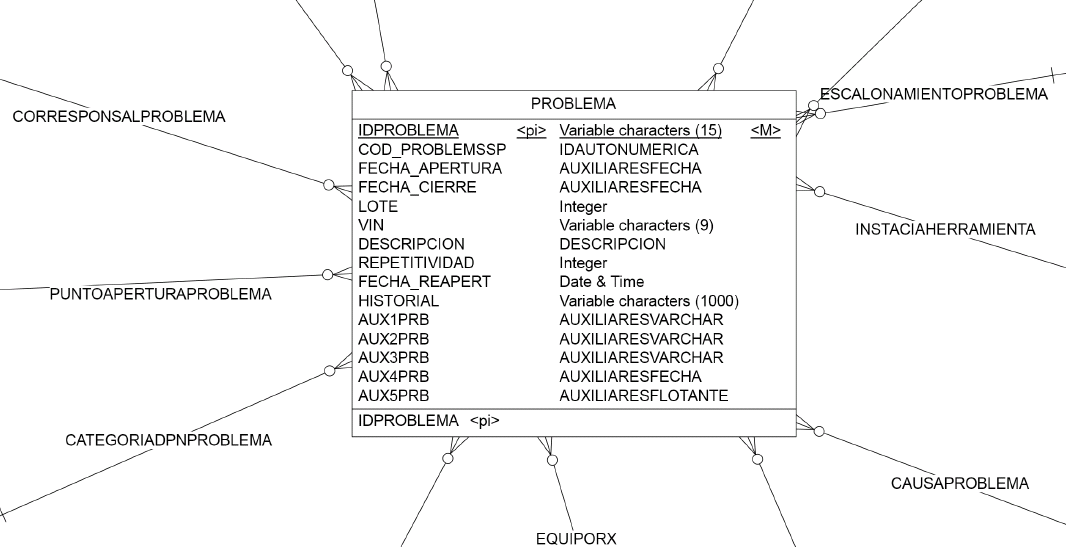 PROBLEMA
IDPROBLEMA <pi> Variable characters (15) <M>
COD_PROBLEMSSP IDAUTONUMERICA
FECHA_APERTURA AUXILIARESFECHA
FECHA_CIERRE AUXILIARESFECHA
LOTE Integer
VIN Variable characters (9)
DESCRIPCION DESCRIPCION
REPETITIVIDAD Integer
FECHA_REAPERT Date & Time
HISTORIAL Variable characters (1000)
AUX1PRB AUXILIARESVARCHAR
AUX2PRB AUXILIARESVARCHAR
AUX3PRB AUXILIARESVARCHAR
AUX4PRB AUXILIARESFECHA
AUX5PRB AUXILIARESFLOTANTE
IDPROBLEMA <pi>
CORRESPONSALPROBLEMA
PUNTOAPERTURAPROBLEMA
CATEGORIADPNPROBLEMA
ESCALONAMIENTOPROBLEMA
INSTACIAHERRAMIENTA
CAUSAPROBLEMA
EQUIPORX